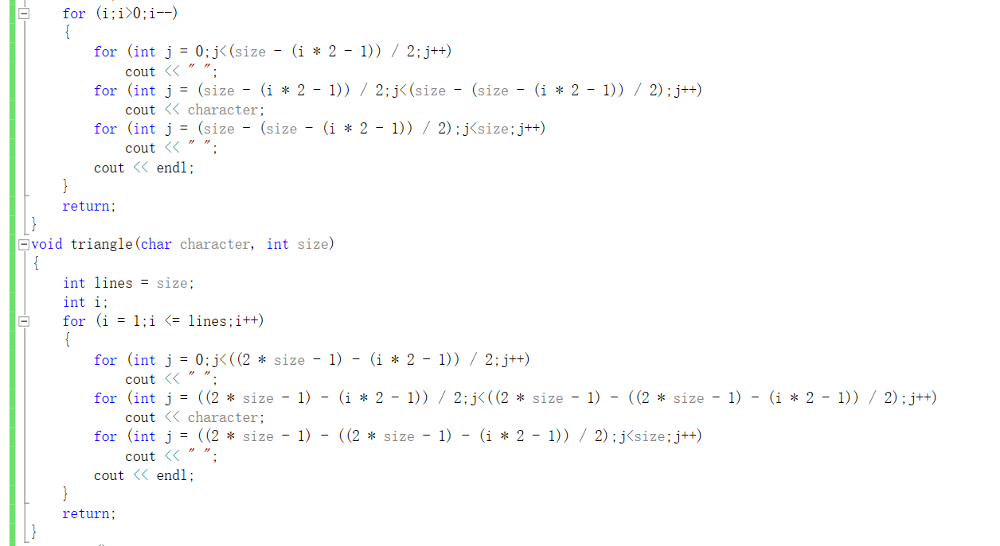 for (i;i>0;i--)
{
for (int j = 0;j<(size - (i * 2 - 1)) / 2;j++)
cout << " ";
for (int j = (size - (i * 2 - 1)) / 2;j<(size - (size - (i * 2 - 1)) / 2);j++)
cout << character;
for (int j = (size - (size - (i * 2 - 1)) / 2);j<size;j++)
cout << " ";
cout << endl;
}
return;
}
void triangle(char character, int size)
{
int lines = size;
int i;
for (i = 1;i <= lines;i++)
{
for (int j = 0;j<((2 * size - 1) - (i * 2 - 1)) / 2;j++)
cout << " ";
for (int j = ((2 * size - 1) - (i * 2 - 1)) / 2;j<((2 * size - 1) - ((2 * size - 1) - (i * 2 - 1)) / 2);j++)
cout << character;
for (int j = ((2 * size - 1) - ((2 * size - 1) - (i * 2 - 1)) / 2);j<size;j++)
cout << " ";
cout << endl;
}
return;
}